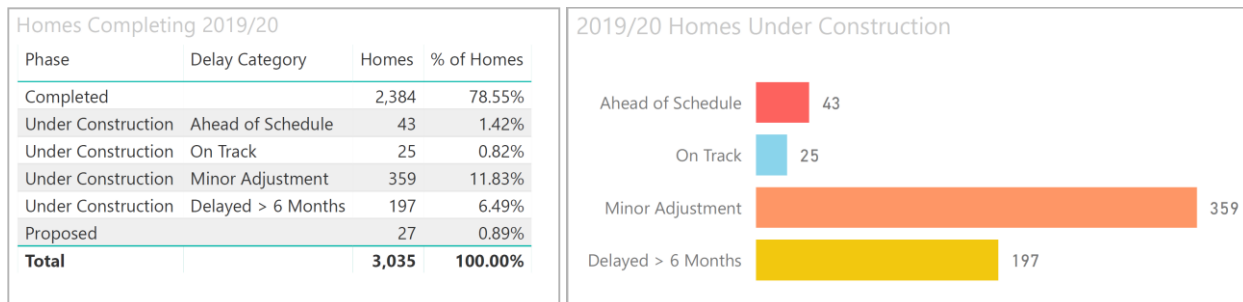 Homes Completing 2019/20
Phase Delay Category Homes % of Homes
Completed 2,384 78.55%
Under Construction Ahead of Schedule 43 1.42%
Under Construction On Track 25 0.82%
Under Construction Minor Adjustment 359 11.83%
Under Construction Delayed > 6 Months 197 6.49%
Proposed 27 0.89%
Total 3,035 100.00%
2019/20 Homes Under Construction
Ahead of Schedule 43
On Track 25
Minor Adjustment 359
Delayed > 6 Months 197